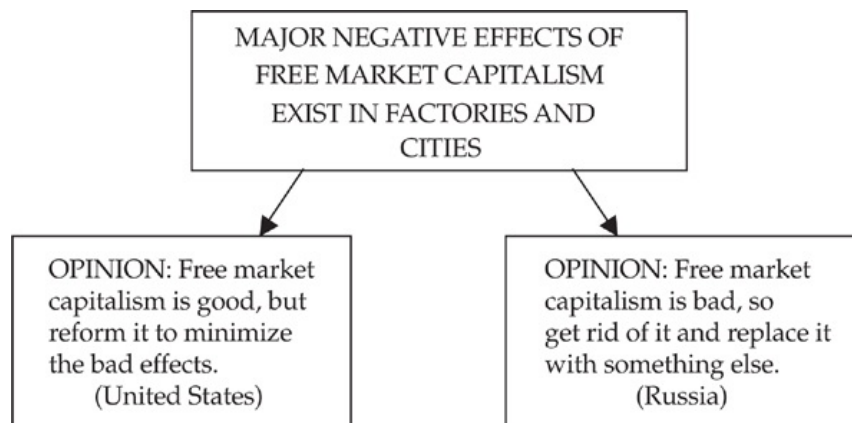 MAJOR NEGATIVE EFFECTS OF
FREE MARKET CAPITALISM
EXIST IN FACTORIES AND
CITIES
OPINION: Free market
capitalism is good, but
reform it to minimize
the bad effects.
(United States)
OPINION: Free market
capitalism is bad, so
get rid of it and replace it
with something else.
(Russia)